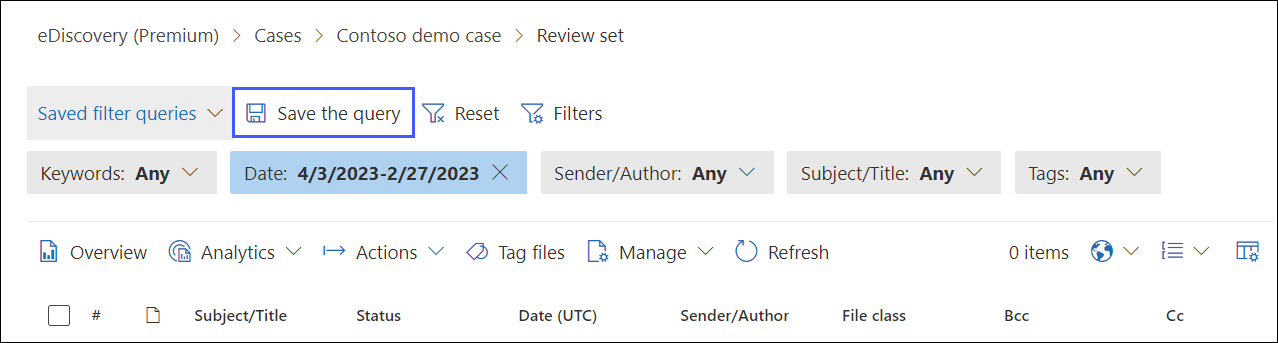 eDiscovery (Premium) > Cases > Contoso demo case > Review set
Saved filter queries Save the query Reset Filters
Keywords: Any Date: 4/3/2023-2/27/2023 Sender/Author: Any Subject/Title: Any Tags: Any
Overview Analytics Actions Tag files Manage Refresh 0 items
# Subject/Title Status Date (UTC) Sender/Author File class Bcc Cc